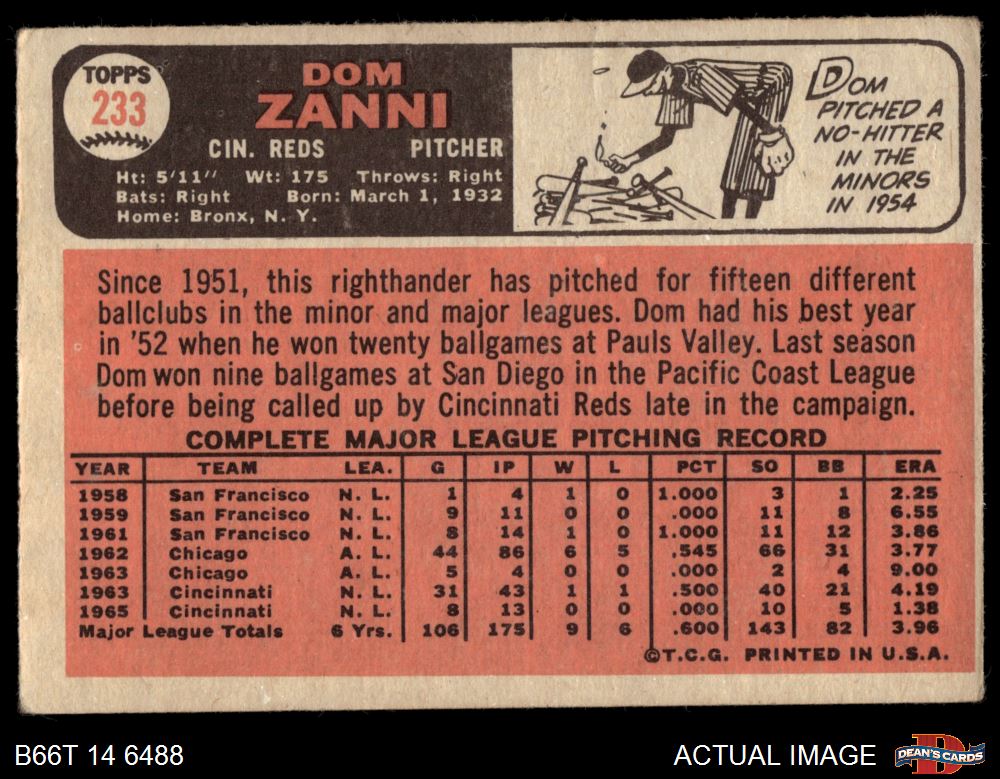 TOPPS
233
DOM
ZANNI
CIN. REDS PITCHER
Ht: 5'11" Wt: 175 Throws: Right
Bats: Right Born: March 1, 1932
Home: Bronx, N. Y.
DOM
PITCHED A
NO-HITTER
IN THE
MINORS
IN 1954
Since 1951, this righthander has pitched for fifteen different
ballclubs in the minor and major leagues. Dom had his best year
in '52 when he won twenty ballgames at Pauls Valley. Last season
Dom won nine ballgames at San Diego in the Pacific Coast League
before being called up by Cincinnati Reds late in the campaign.
COMPLETE MAJOR LEAGUE PITCHING RECORD
YEAR TEAM LEA. G IP W L PCT SO BB ERA
1958 San Francisco N. L. 1 4 1 0 1.000 3 1 2.25
1959 San Francisco N. L. 9 11 0 0 .000 11 8 6.55
1961 San Francisco N. L. 8 14 1 0 1.000 11 12 3.86
1962 Chicago A. L. 44 86 6 5 .545 66 31 3.77
1963 Chicago A. L. 5 4 0 0 .000 2 4 9.00
1963 Cincinnati N. L. 31 43 1 1 .500 40 21 4.19
1965 Cincinnati N. L. 8 13 0 0 .000 10 5 1.38
Major League Totals 6 Yrs. 106 175 9 6 .600 143 82 3.96
©T.C.G. PRINTED IN U.S.A.
B66T 14 6488 ACTUAL IMAGE
DEAN'S CARDS